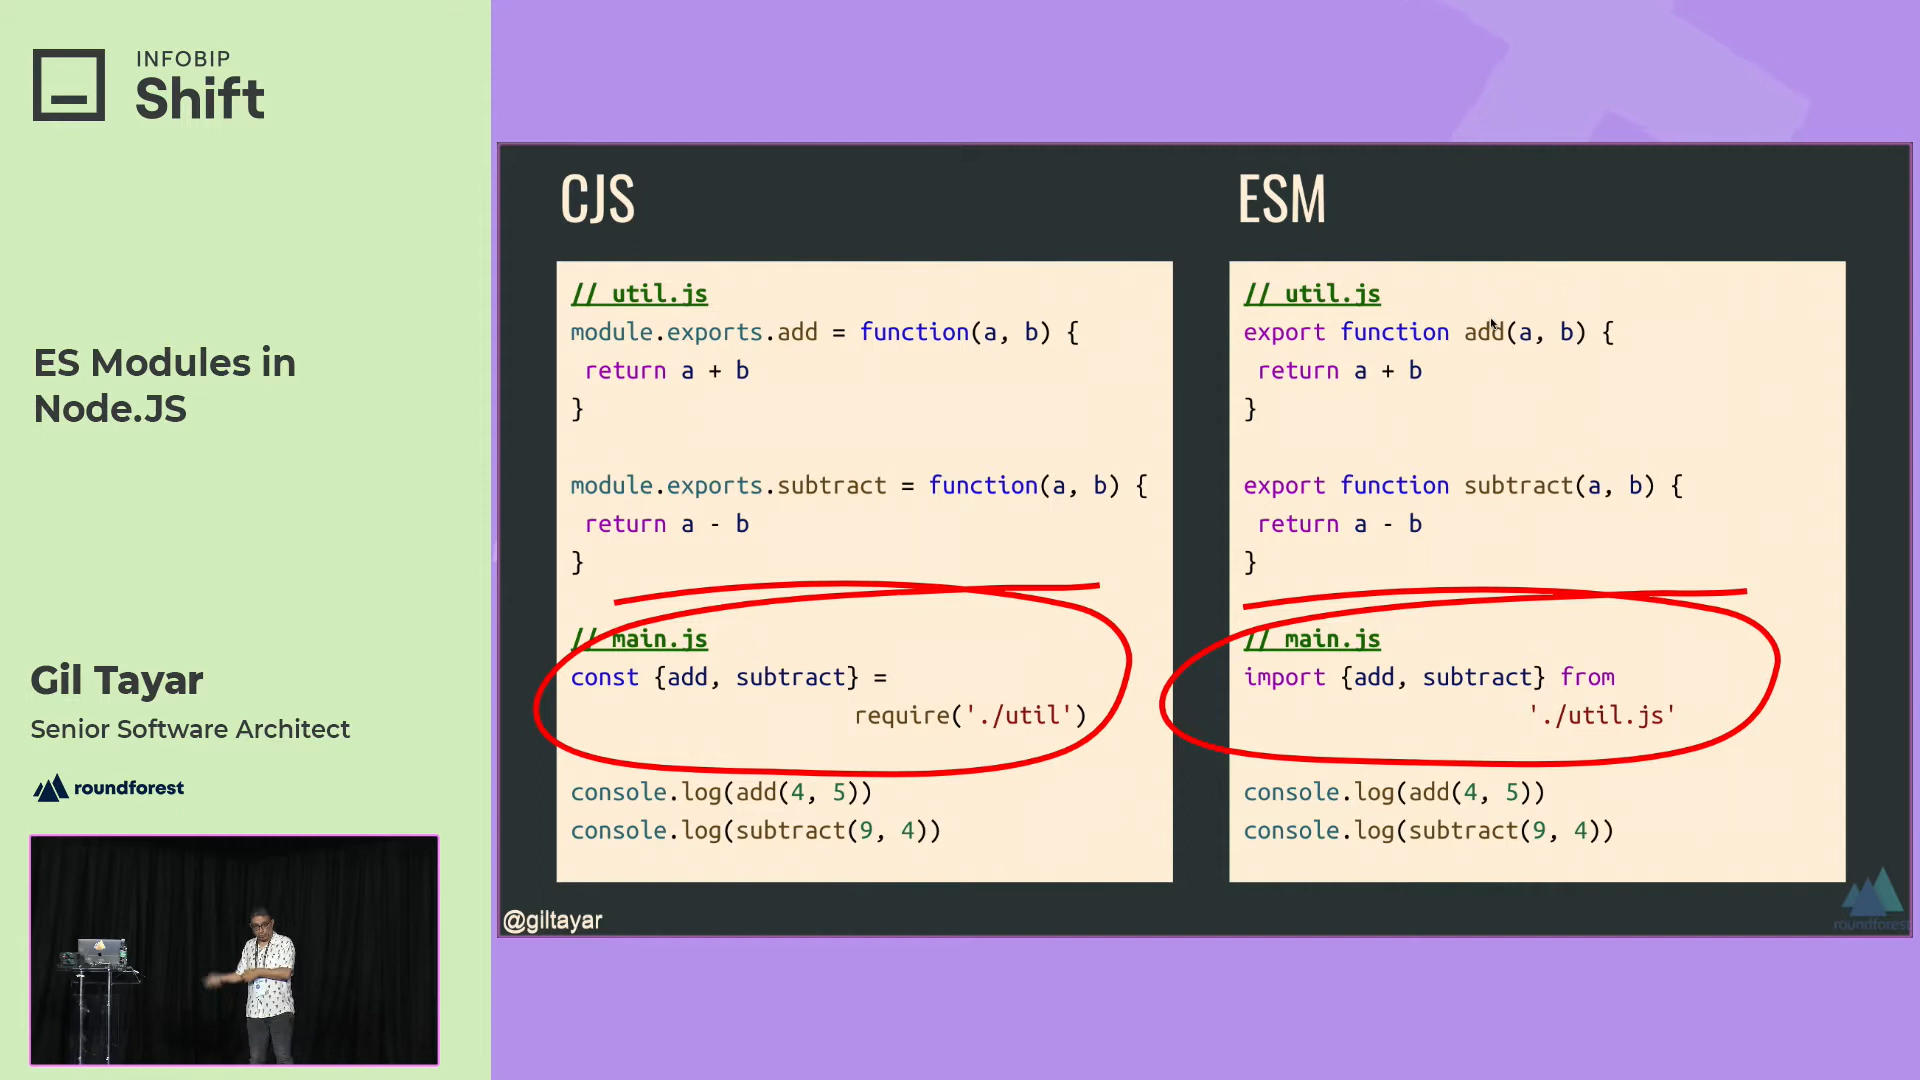 INFOBIP
Shift
ES Modules in
Node.JS
Gil Tayar
Senior Software Architect
roundforest
CJS
// util.js
module.exports.add = function(a, b) {
 return a + b
}
module.exports.subtract = function(a, b) {
 return a - b
}
// main.js
const {add, subtract} =
require('./util')
console.log(add(4, 5))
console.log(subtract(9, 4))
ESM
// util.js
export function add(a, b) {
 return a + b
}
export function subtract(a, b) {
 return a - b
}
// main.js
import {add, subtract} from
'./util.js'
console.log(add(4, 5))
console.log(subtract(9, 4))
@giltayar
roundforest